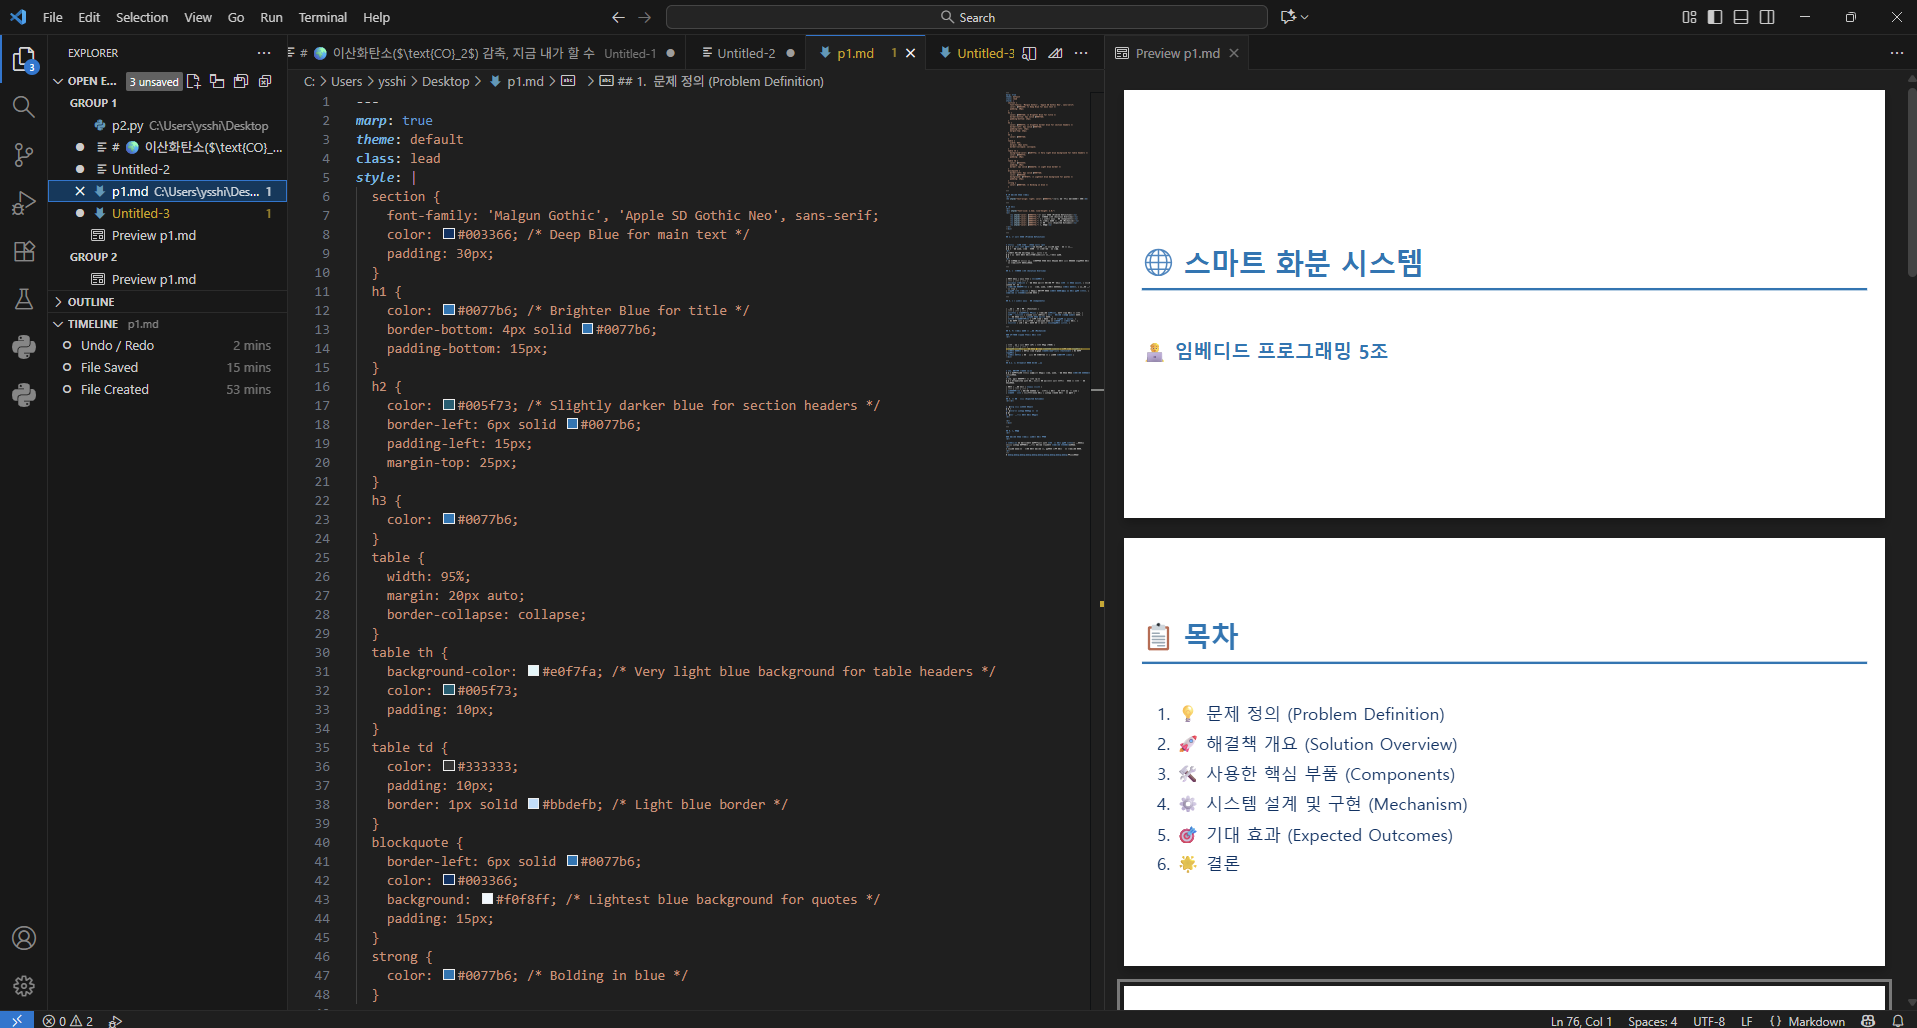 File Edit Selection View Go Run Terminal Help
Search
EXPLORER
OPEN E... 3 unsaved
GROUP 1
p2.py C:\Users\ysshi\Desktop
# 이산화탄소($\text{CO}_...
Untitled-2
p1.md C:\Users\ysshi\Des... 1
Untitled-3 1
Preview p1.md
GROUP 2
Preview p1.md
OUTLINE
TIMELINE p1.md
Undo / Redo 2 mins
File Saved 15 mins
File Created 53 mins
3
# 이산화탄소($\text{CO}_2$) 감축, 지금 내가 할 수 Untitled-1
Untitled-2
p1.md 1
Untitled-3
C: > Users > ysshi > Desktop > p1.md > abc > abc ## 1. 문제 정의 (Problem Definition)
1 ---
2 marp: true
3 theme: default
4 class: lead
5 style: |
6 section {
7 font-family: 'Malgun Gothic', 'Apple SD Gothic Neo', sans-serif;
8 color: #003366; /* Deep Blue for main text */
9 padding: 30px;
10 }
11 h1 {
12 color: #0077b6; /* Brighter Blue for title */
13 border-bottom: 4px solid #0077b6;
14 padding-bottom: 15px;
15 }
16 h2 {
17 color: #005f73; /* Slightly darker blue for section headers */
18 border-left: 6px solid #0077b6;
19 padding-left: 15px;
20 margin-top: 25px;
21 }
22 h3 {
23 color: #0077b6;
24 }
25 table {
26 width: 95%;
27 margin: 20px auto;
28 border-collapse: collapse;
29 }
30 table th {
31 background-color: #e0f7fa; /* Very light blue background for table headers */
32 color: #005f73;
33 padding: 10px;
34 }
35 table td {
36 color: #333333;
37 padding: 10px;
38 border: 1px solid #bbdefb; /* Light blue border */
39 }
40 blockquote {
41 border-left: 6px solid #0077b6;
42 color: #003366;
43 background: #f0f8ff; /* Lightest blue background for quotes */
44 padding: 15px;
45 }
46 strong {
47 color: #0077b6; /* Bolding in blue */
48 }
Preview p1.md
스마트 화분 시스템
임베디드 프로그래밍 5조
목차
1. 문제 정의 (Problem Definition)
2. 해결책 개요 (Solution Overview)
3. 사용한 핵심 부품 (Components)
4. 시스템 설계 및 구현 (Mechanism)
5. 기대 효과 (Expected Outcomes)
6. 결론
0 2
Ln 76, Col 1 Spaces: 4 UTF-8 LF {} Markdown